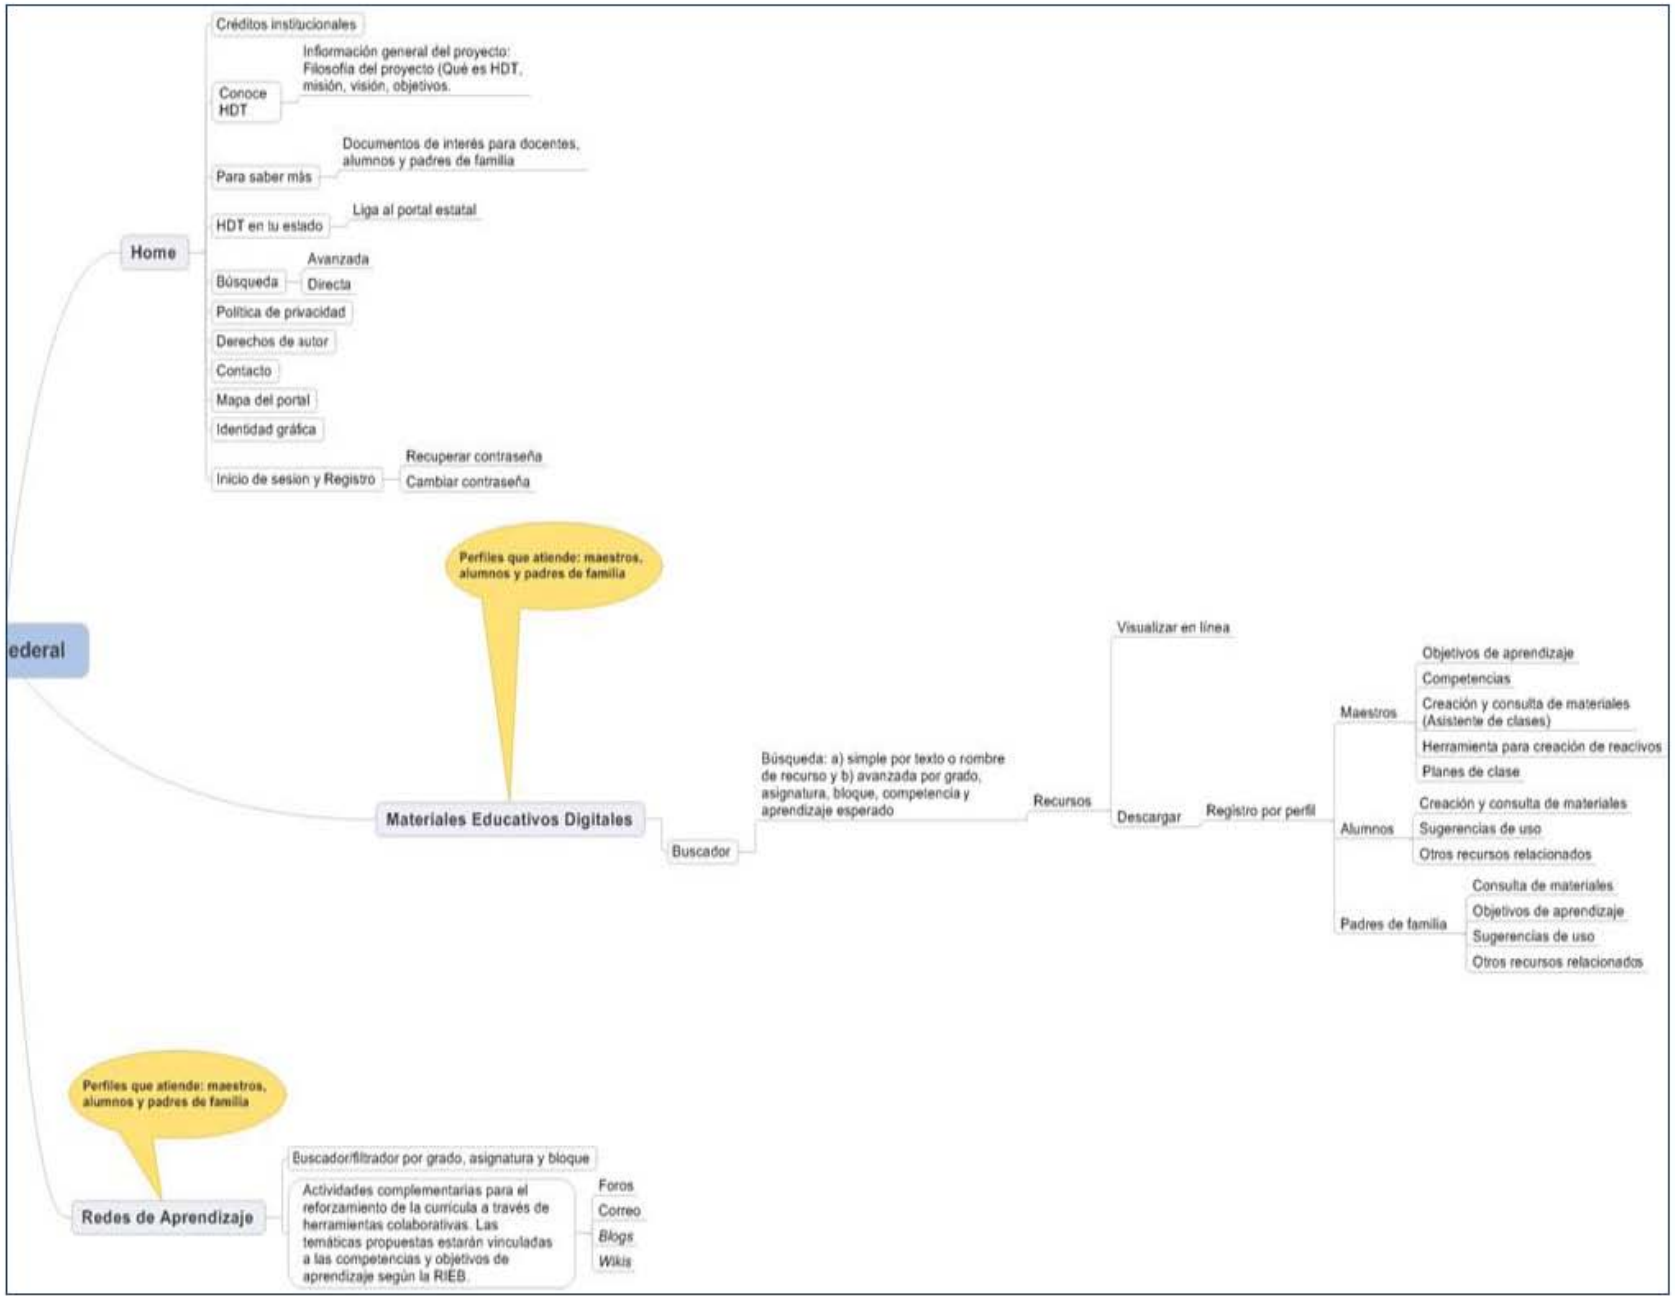 Créditos institucionales
Información general del proyecto:
Filosofía del proyecto (Qué es HDT,
misión, visión, objetivos.
Conoce
HDT
Documentos de interés para docentes,
alumnos y padres de familia
Para saber más
Liga al portal estatal
HDT en tu estado
Home
Avanzada
Búsqueda
Directa
Política de privacidad
Derechos de autor
Contacto
Mapa del portal
Identidad gráfica
Recuperar contraseña
Inicio de sesion y Registro
Cambiar contraseña
Perfiles que atiende: maestros,
alumnos y padres de familia
ederal
Visualizar en línea
Objetivos de aprendizaje
Competencias
Maestros
Creación y consulta de materiales
(Asistente de clases)
Herramienta para creación de reactivos
Planes de clase
Búsqueda: a) simple por texto o nombre
de recurso y b) avanzada por grado,
asignatura, bloque, competencia y
aprendizaje esperado
Recursos
Descargar
Registro por perfil
Materiales Educativos Digitales
Buscador
Creación y consulta de materiales
Alumnos
Sugerencias de uso
Otros recursos relacionados
Consulta de materiales
Objetivos de aprendizaje
Padres de familia
Sugerencias de uso
Otros recursos relacionados
Perfiles que atiende: maestros,
alumnos y padres de familia
Buscador/filtrador por grado, asignatura y bloque
Redes de Aprendizaje
Actividades complementarias para el
reforzamiento de la currícula a través de
herramientas colaborativas. Las
temáticas propuestas estarán vinculadas
a las competencias y objetivos de
aprendizaje según la RIEB.
Foros
Correo
Blogs
Wikis